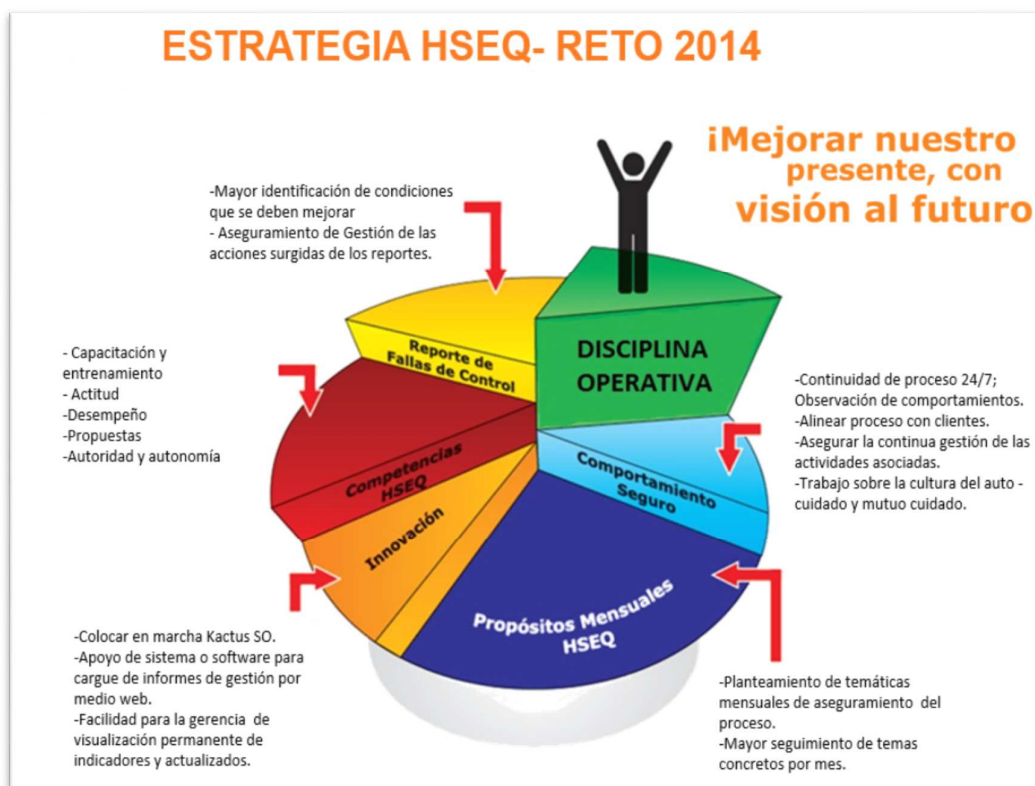 ESTRATEGIA HSEQ- RETO 2014
¡Mejorar nuestro
presente, con
visión al futuro
-Mayor identificación de condiciones
que se deben mejorar
- Aseguramiento de Gestión de las
acciones surgidas de los reportes.
Reporte de
Fallas de Control
DISCIPLINA
OPERATIVA
- Capacitación y
entrenamiento
- Actitud
-Desempeño
-Propuestas
-Autoridad y autonomía
Competencias
HSEQ
-Continuidad de proceso 24/7;
Observación de comportamientos.
-Alinear proceso con clientes.
-Asegurar la continua gestión de las
actividades asociadas.
-Trabajo sobre la cultura del auto -
cuidado y mutuo cuidado.
Comportamiento
Seguro
Innovación
Propósitos Mensuales
HSEQ
-Colocar en marcha Kactus SO.
-Apoyo de sistema o software para
cargue de informes de gestión por
medio web.
-Facilidad para la gerencia de
visualización permanente de
indicadores y actualizados.
-Planteamiento de temáticas
mensuales de aseguramiento del
proceso.
-Mayor seguimiento de temas
concretos por mes.